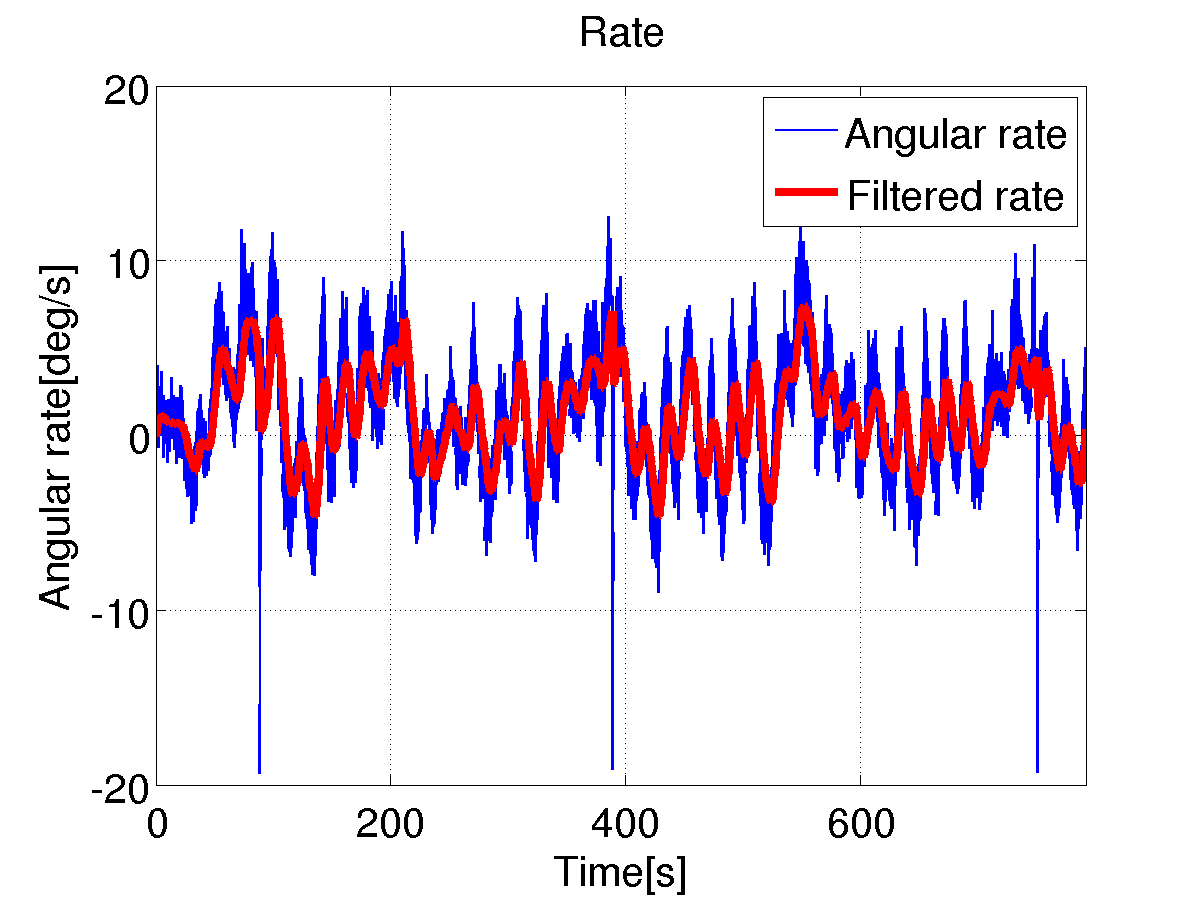 Rate
20
10
0
-10
-20
Angular rate[deg/s]
Angular rate
Filtered rate
0 200 400 600
Time[s]